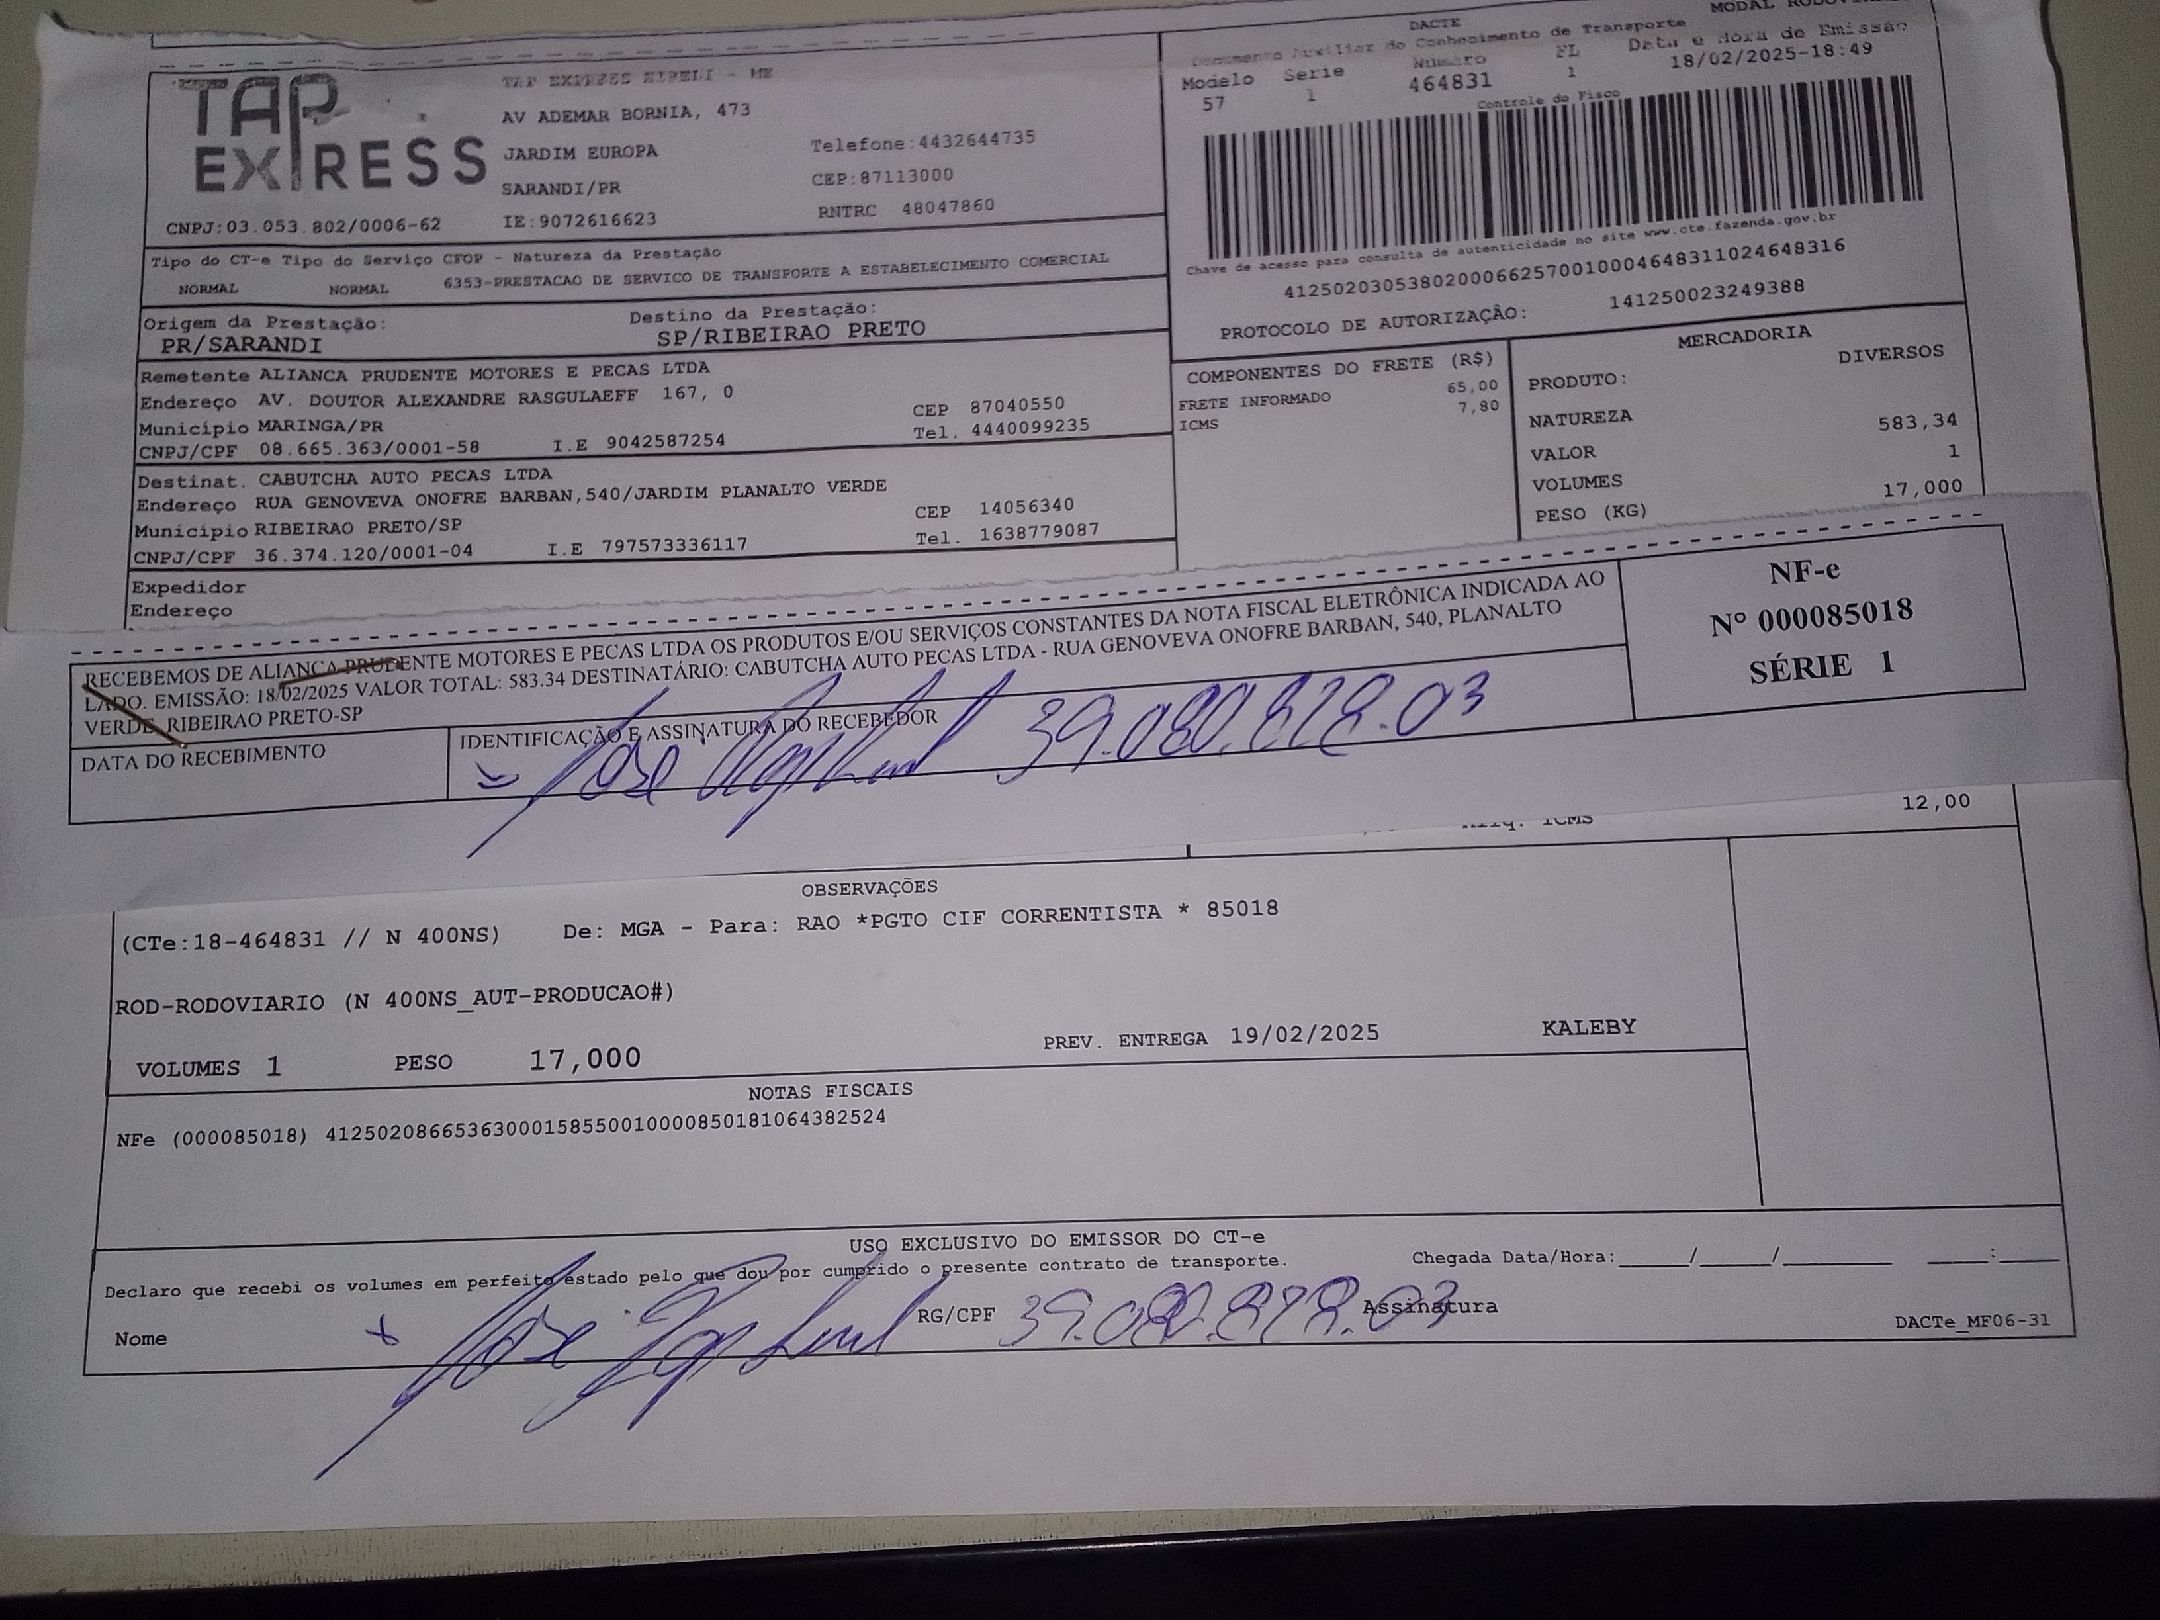 DACTE
MODAL
Documento Auxiliar do Conhecimento de Transporte
Modelo Serie Número FL Data e Hora de Emissão
57 1 464831 1 18/02/2025-18:49
Controle do Fisco
TAP EXPRESS
TAP EXPRESS EIRELI - ME
AV ADEMAR BORNIA, 473
JARDIM EUROPA Telefone:4432644735
SARANDI/PR CEP:87113000
CNPJ:03.053.802/0006-62 IE:9072616623 RNTRC 48047860
Chave de acesso para consulta de autenticidade no site www.cte.fazenda.gov.br
41250203053802000662570010004648311024648316
PROTOCOLO DE AUTORIZAÇÃO: 141250023249388
Tipo do CT-e Tipo do Serviço CFOP - Natureza da Prestação
NORMAL NORMAL 6353-PRESTACAO DE SERVICO DE TRANSPORTE A ESTABELECIMENTO COMERCIAL
Origem da Prestação: Destino da Prestação:
PR/SARANDI SP/RIBEIRAO PRETO
Remetente ALIANCA PRUDENTE MOTORES E PECAS LTDA
Endereço AV. DOUTOR ALEXANDRE RASGULAEFF 167, 0
Município MARINGA/PR CEP 87040550
CNPJ/CPF 08.665.363/0001-58 I.E 9042587254 Tel. 4440099235
Destinat. CABUTCHA AUTO PECAS LTDA
Endereço RUA GENOVEVA ONOFRE BARBAN,540/JARDIM PLANALTO VERDE
Município RIBEIRAO PRETO/SP CEP 14056340
CNPJ/CPF 36.374.120/0001-04 I.E 797573336117 Tel. 1638779087
Expedidor
Endereço
COMPONENTES DO FRETE (R$)
FRETE INFORMADO 65,00
ICMS 7,80
MERCADORIA
PRODUTO: DIVERSOS
NATUREZA
VALOR 583,34
VOLUMES 1
PESO (KG) 17,000
RECEBEMOS DE ALIANCA PRUDENTE MOTORES E PECAS LTDA OS PRODUTOS E/OU SERVIÇOS CONSTANTES DA NOTA FISCAL ELETRÔNICA INDICADA AO
LADO. EMISSÃO: 18/02/2025 VALOR TOTAL: 583.34 DESTINATÁRIO: CABUTCHA AUTO PECAS LTDA - RUA GENOVEVA ONOFRE BARBAN, 540, PLANALTO
VERDE, RIBEIRAO PRETO-SP
NF-e
Nº 000085018
SÉRIE 1
DATA DO RECEBIMENTO
IDENTIFICAÇÃO E ASSINATURA DO RECEBEDOR
Jose 39.080.828.03
ICMS 12,00
OBSERVAÇÕES
(CTe:18-464831 // N 400NS) De: MGA - Para: RAO *PGTO CIF CORRENTISTA * 85018
ROD-RODOVIARIO (N 400NS_AUT-PRODUCAO#)
VOLUMES 1 PESO 17,000 PREV. ENTREGA 19/02/2025 KALEBY
NOTAS FISCAIS
NFe (000085018) 41250208665363000158550010000850181064382524
USO EXCLUSIVO DO EMISSOR DO CT-e
Declaro que recebi os volumes em perfeito estado pelo que dou por cumprido o presente contrato de transporte. Chegada Data/Hora:_____/_____/_________ _____:_____
Nome Jose RG/CPF 39.080.828.03 Assinatura
DACTe_MF06-31